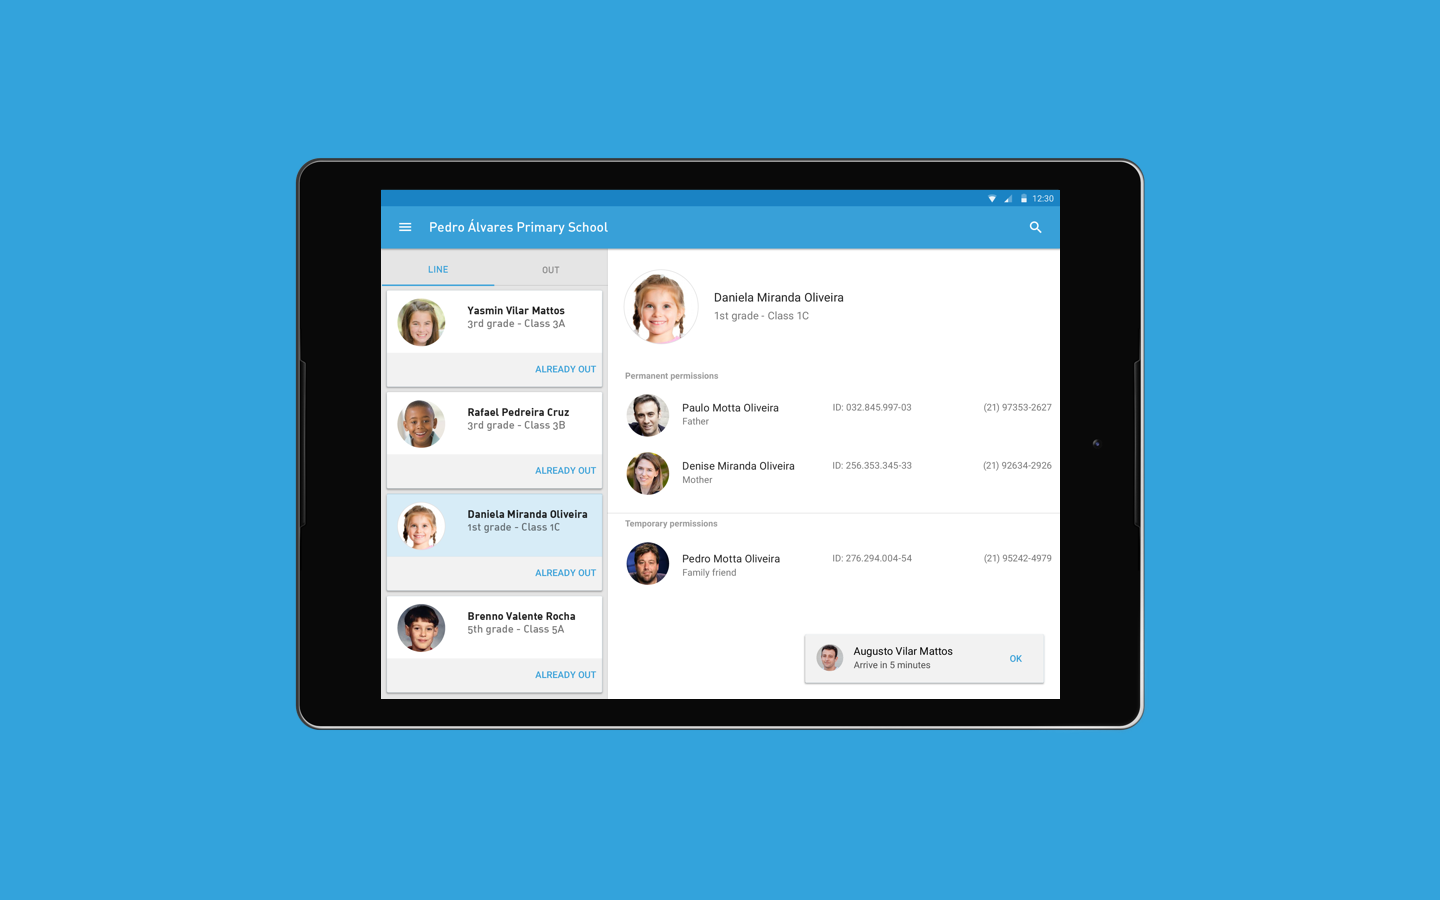 12:30
Pedro Álvares Primary School
LINE
OUT
Yasmin Vilar Mattos
3rd grade - Class 3A
ALREADY OUT
Rafael Pedreira Cruz
3rd grade - Class 3B
ALREADY OUT
Daniela Miranda Oliveira
1st grade - Class 1C
ALREADY OUT
Brenno Valente Rocha
5th grade - Class 5A
ALREADY OUT
Daniela Miranda Oliveira
1st grade - Class 1C
Permanent permissions
Paulo Motta Oliveira
Father
ID: 032.845.997-03
(21) 97353-2627
Denise Miranda Oliveira
Mother
ID: 256.353.345-33
(21) 92634-2926
Temporary permissions
Pedro Motta Oliveira
Family friend
ID: 276.294.004-54
(21) 95242-4979
Augusto Vilar Mattos
Arrive in 5 minutes
OK